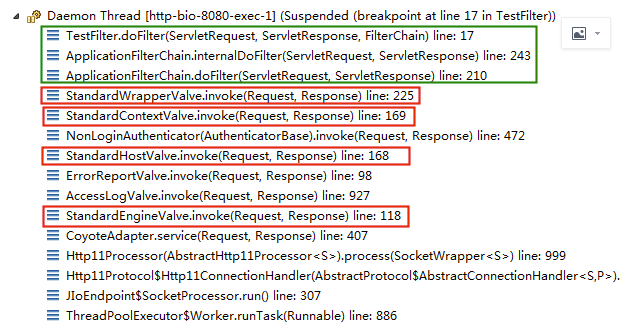 Daemon Thread [http-bio-8080-exec-1] (Suspended (breakpoint at line 17 in TestFilter))
TestFilter.doFilter(ServletRequest, ServletResponse, FilterChain) line: 17
ApplicationFilterChain.internalDoFilter(ServletRequest, ServletResponse) line: 243
ApplicationFilterChain.doFilter(ServletRequest, ServletResponse) line: 210
StandardWrapperValve.invoke(Request, Response) line: 225
StandardContextValve.invoke(Request, Response) line: 169
NonLoginAuthenticator(AuthenticatorBase).invoke(Request, Response) line: 472
StandardHostValve.invoke(Request, Response) line: 168
ErrorReportValve.invoke(Request, Response) line: 98
AccessLogValve.invoke(Request, Response) line: 927
StandardEngineValve.invoke(Request, Response) line: 118
CoyoteAdapter.service(Request, Response) line: 407
Http11Processor(AbstractHttp11Processor<S>).process(SocketWrapper<S>) line: 999
Http11Protocol$Http11ConnectionHandler(AbstractProtocol$AbstractConnectionHandler<S,P>).
JIoEndpoint$SocketProcessor.run() line: 307
ThreadPoolExecutor$Worker.runTask(Runnable) line: 886